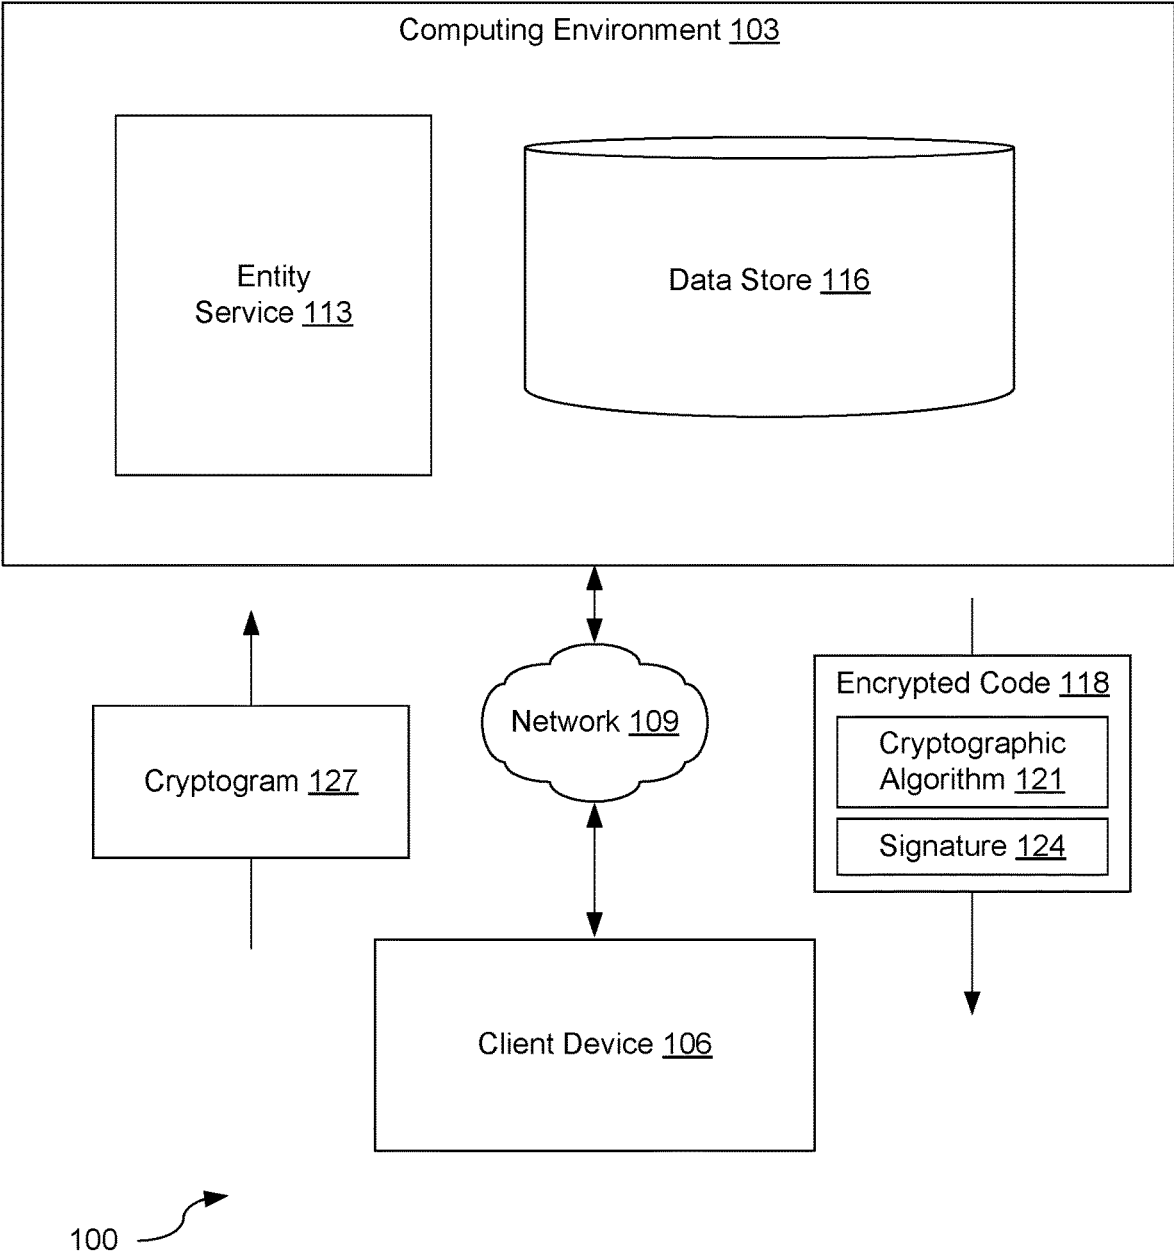 Computing Environment 103
Entity
Service 113
Data Store 116
Encrypted Code 118
Network 109
Cryptographic
Algorithm 121
Cryptogram 127
Signature 124
Client Device 106
100